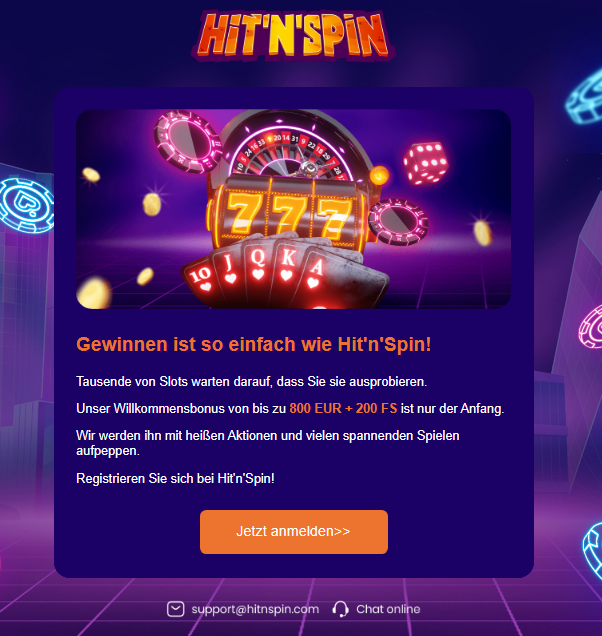 HiT'N'SPiN
777
10 J Q K A
Gewinnen ist so einfach wie Hit'n'Spin!
Tausende von Slots warten darauf, dass Sie sie ausprobieren.
Unser Willkommensbonus von bis zu 800 EUR + 200 FS ist nur der Anfang.
Wir werden ihn mit heißen Aktionen und vielen spannenden Spielen
aufpeppen.
Registrieren Sie sich bei Hit'n'Spin!
Jetzt anmelden>>
support@hitnspin.com Chat online